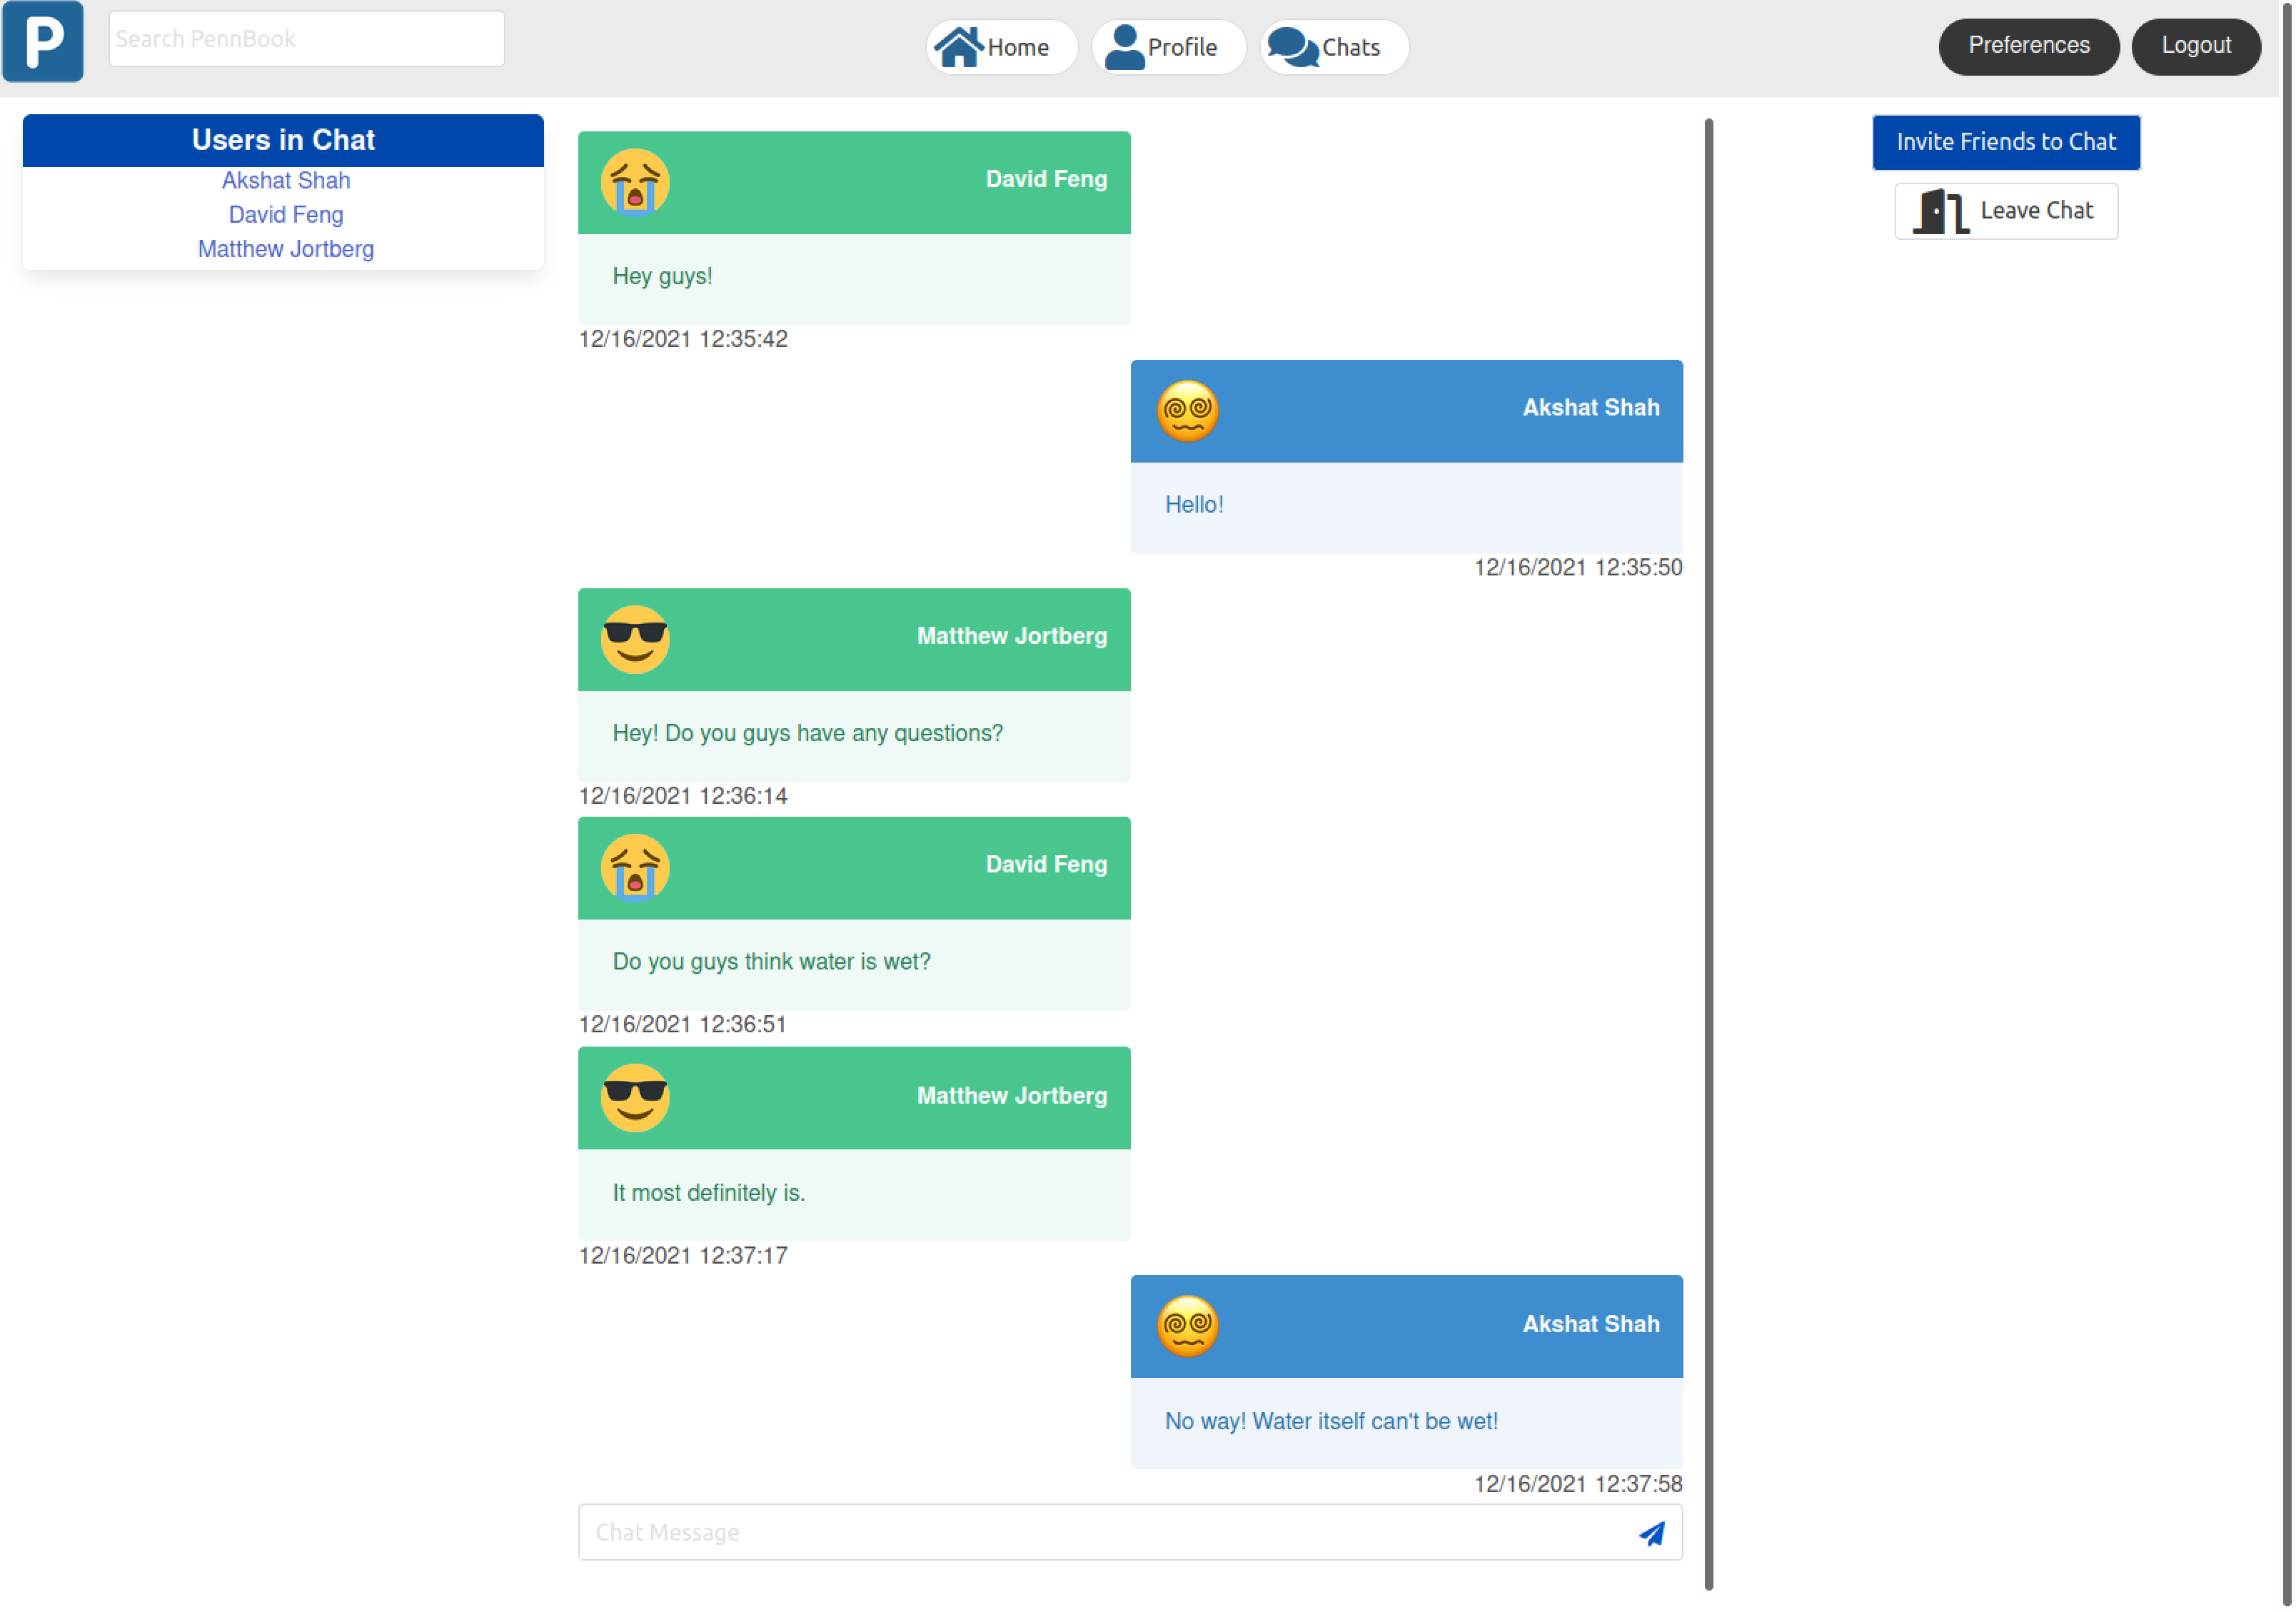 P
Search PennBook
Home
Profile
Chats
Preferences
Logout
Users in Chat
Akshat Shah
David Feng
Matthew Jortberg
David Feng
Hey guys!
12/16/2021 12:35:42
Akshat Shah
Hello!
12/16/2021 12:35:50
Matthew Jortberg
Hey! Do you guys have any questions?
12/16/2021 12:36:14
David Feng
Do you guys think water is wet?
12/16/2021 12:36:51
Matthew Jortberg
It most definitely is.
12/16/2021 12:37:17
Akshat Shah
No way! Water itself can't be wet!
12/16/2021 12:37:58
Chat Message
Invite Friends to Chat
Leave Chat